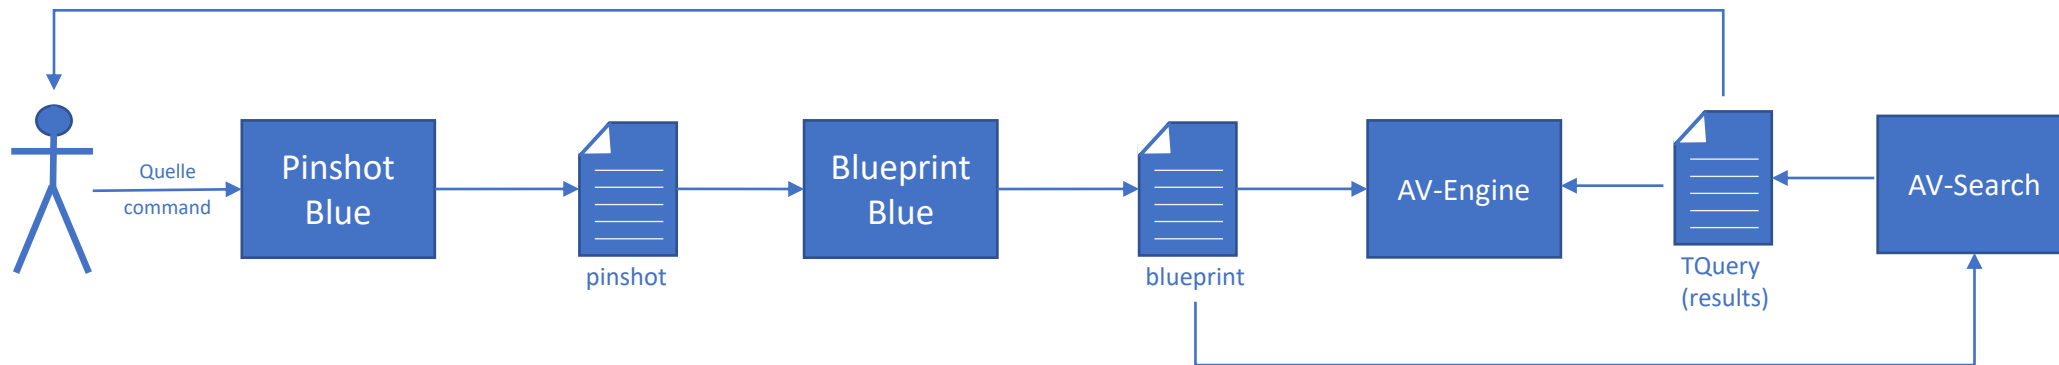 Quelle
command
Pinshot
Blue
pinshot
Blueprint
Blue
blueprint
AV-Engine
TQuery
(results)
AV-Search